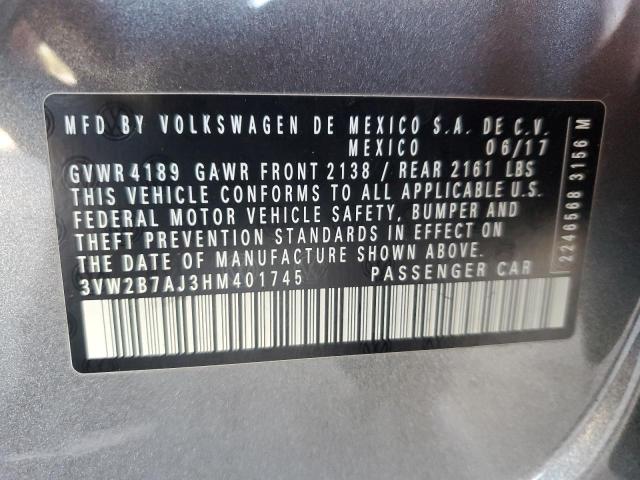 MFD BY VOLKSWAGEN DE MEXICO S.A. DE C.V.
MEXICO 06/17
GVWR 4189 GAWR FRONT 2138 / REAR 2161 LBS
THIS VEHICLE CONFORMS TO ALL APPLICABLE U.S.
FEDERAL MOTOR VEHICLE SAFETY, BUMPER AND
THEFT PREVENTION STANDARDS IN EFFECT ON
THE DATE OF MANUFACTURE SHOWN ABOVE.
3VW2B7AJ3HM401745 PASSENGER CAR
2246568 3156 M